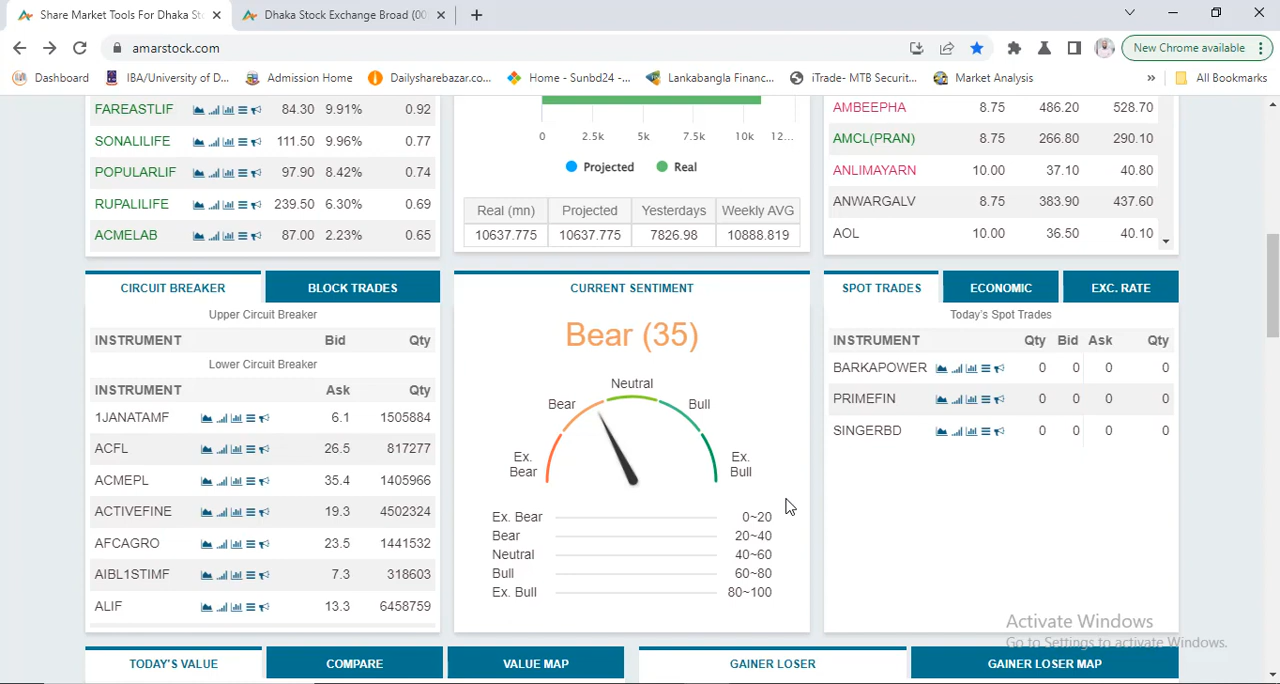 Share Market Tools For Dhaka Sto
Dhaka Stock Exchange Broad (00
amarstock.com
New Chrome available
Dashboard
IBA/University of D...
Admission Home
Dailysharebazar.co...
Home - Sunbd24 -...
Lankabangla Financ...
iTrade- MTB Securit...
Market Analysis
»
All Bookmarks
FAREASTLIF 84.30 9.91% 0.92
SONALILIFE 111.50 9.96% 0.77
POPULARLIF 97.90 8.42% 0.74
RUPALILIFE 239.50 6.30% 0.69
ACMELAB 87.00 2.23% 0.65
0 2.5k 5k 7.5k 10k 12...
Projected Real
Real (mn) Projected Yesterdays Weekly AVG
10637.775 10637.775 7826.98 10888.819
AMBEEPHA 8.75 486.20 528.70
AMCL(PRAN) 8.75 266.80 290.10
ANLIMAYARN 10.00 37.10 40.80
ANWARGALV 8.75 383.90 437.60
AOL 10.00 36.50 40.10
CIRCUIT BREAKER BLOCK TRADES
Upper Circuit Breaker
INSTRUMENT Bid Qty
Lower Circuit Breaker
INSTRUMENT Ask Qty
1JANATAMF 6.1 1505884
ACFL 26.5 817277
ACMEPL 35.4 1405966
ACTIVEFINE 19.3 4502324
AFCAGRO 23.5 1441532
AIBL1STIMF 7.3 318603
ALIF 13.3 6458759
CURRENT SENTIMENT
Bear (35)
Neutral
Bear Bull
Ex. Ex.
Bear Bull
Ex. Bear 0~20
Bear 20~40
Neutral 40~60
Bull 60~80
Ex. Bull 80~100
SPOT TRADES ECONOMIC EXC. RATE
Today's Spot Trades
INSTRUMENT Qty Bid Ask Qty
BARKAPOWER 0 0 0 0
PRIMEFIN 0 0 0 0
SINGERBD 0 0 0 0
Activate Windows
Go to Settings to activate Windows.
TODAY'S VALUE COMPARE VALUE MAP
GAINER LOSER GAINER LOSER MAP